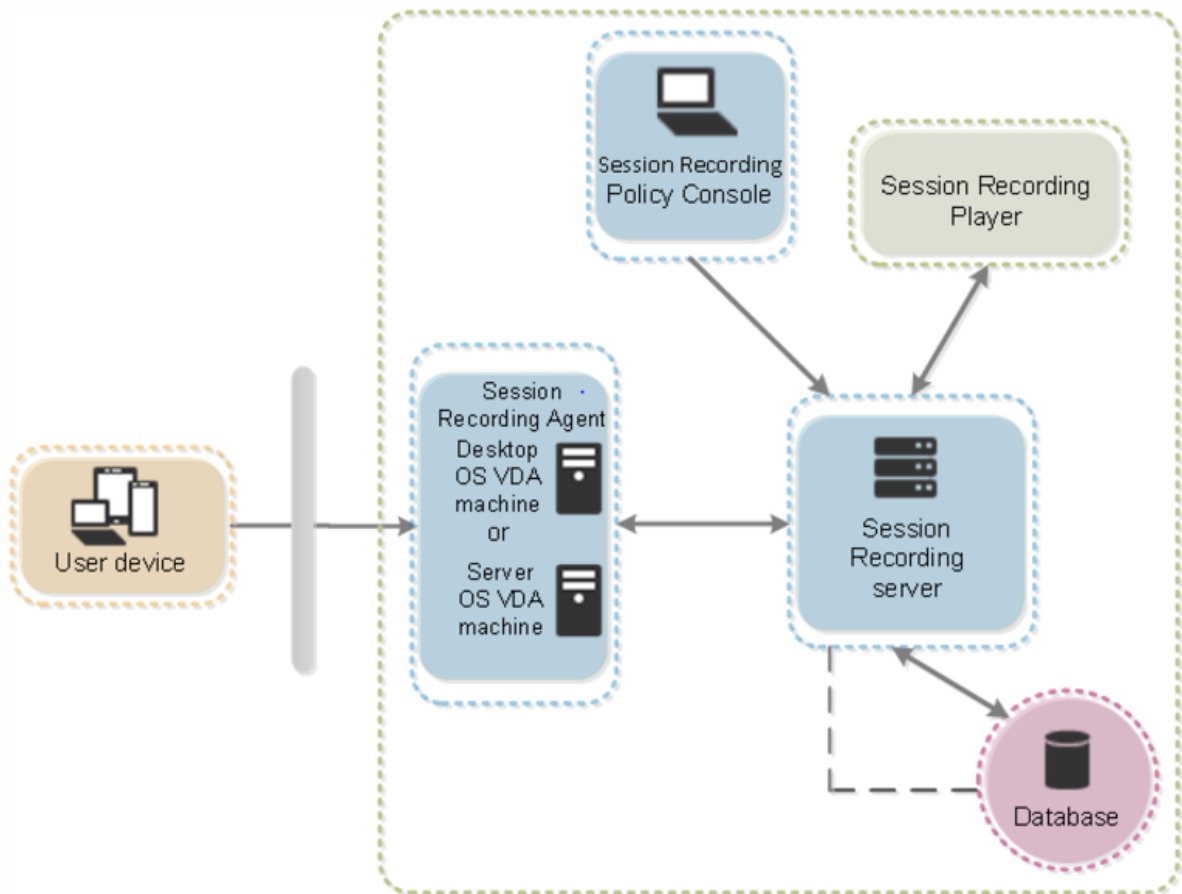 Session Recording
Policy Console
Session Recording
Player
Session
Recording Agent
Desktop
OS VDA
machine
or
Server
OS VDA
machine
User device
Session
Recording
server
Database